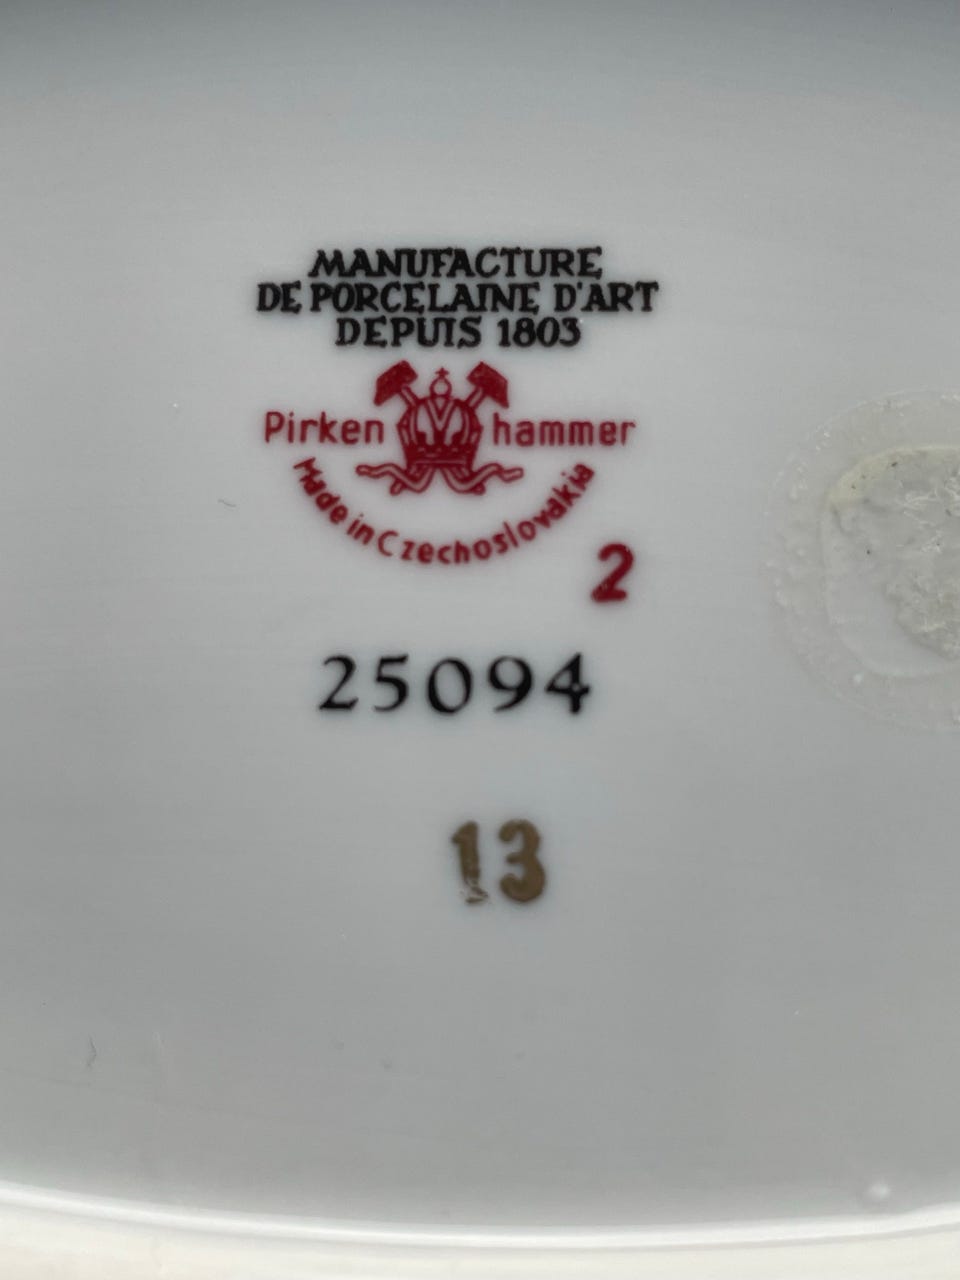 MANUFACTURE
DE PORCELAINE D'ART
DEPUIS 1803
Pirken hammer
Made in Czechoslovakia
2
25094
13